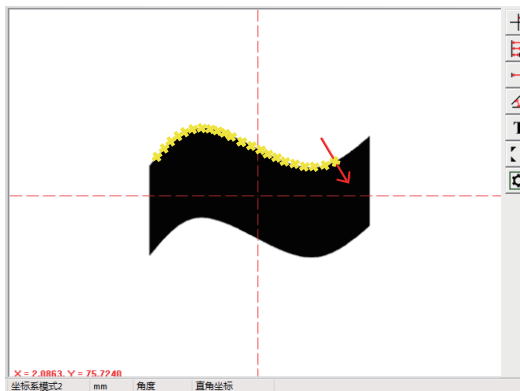 T
X = 2.0863, Y = 75.7240
坐标系模式2 mm 角度 直角坐标